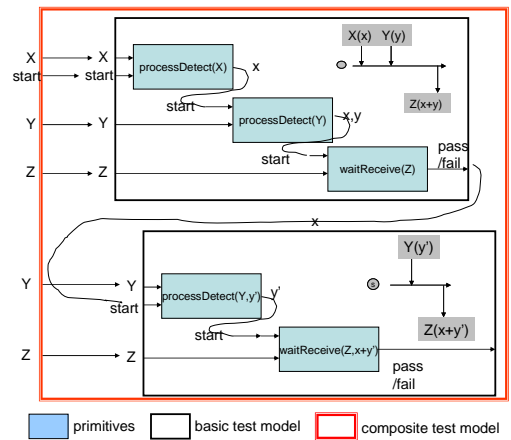 X(x) Y(y)
X X
processDetect(X) x
start start
start
Z(x+y)
Y Y
processDetect(Y) x,y
start
pass
/fail
Z Z
waitReceive(Z)
x
Y(y')
Y Y
processDetect(Y,y') y'
s
start
start
Z(x+y')
Z Z
waitReceive(Z,x+y')
pass
/fail
primitives basic test model composite test model